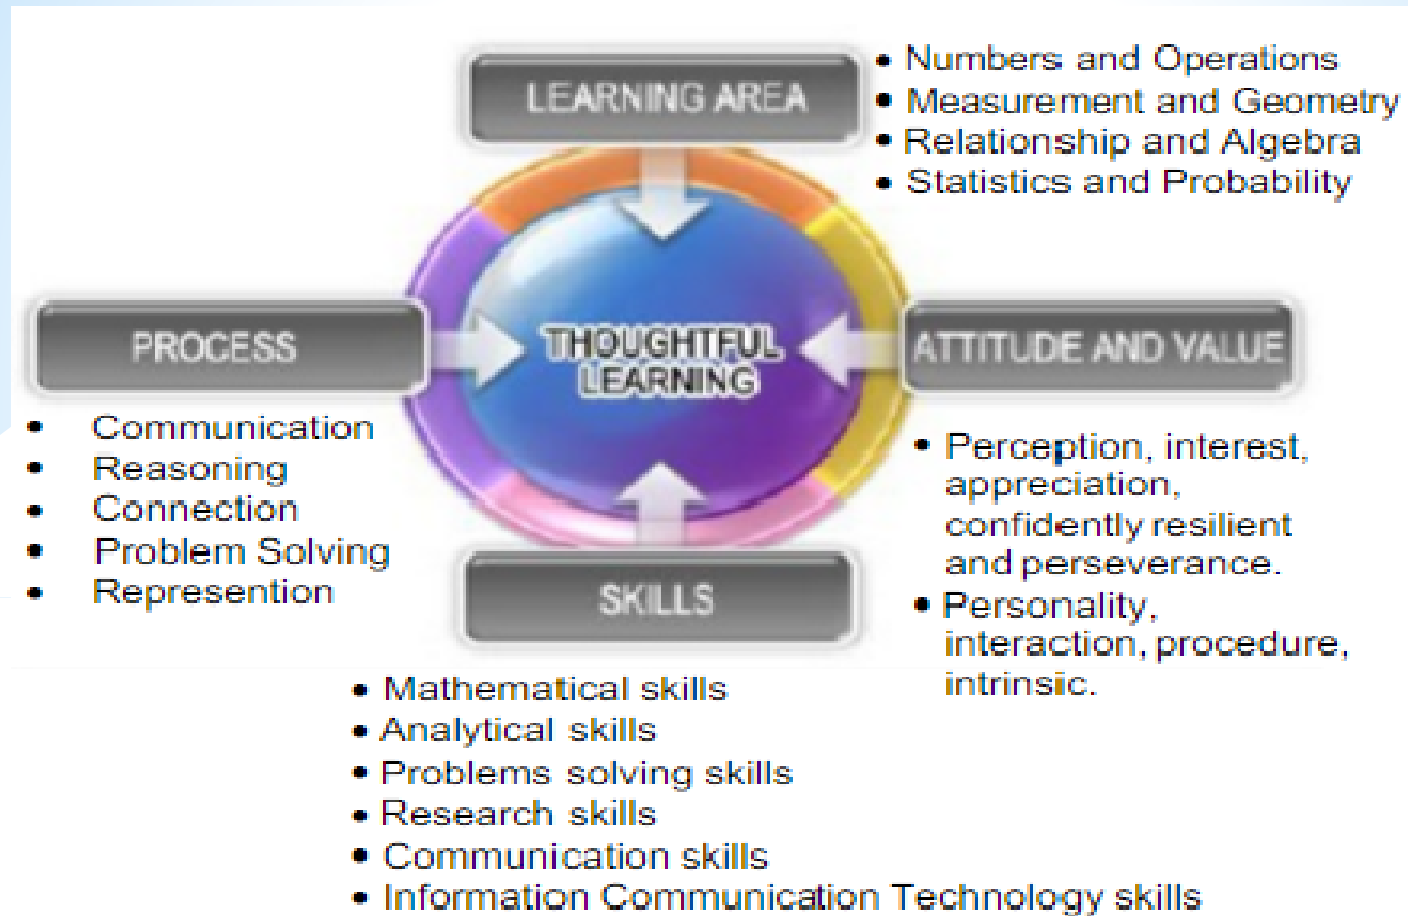 LEARNING AREA
• Numbers and Operations
• Measurement and Geometry
• Relationship and Algebra
• Statistics and Probability
PROCESS
• Communication
• Reasoning
• Connection
• Problem Solving
• Represention
THOUGHTFUL
LEARNING
ATTITUDE AND VALUE
• Perception, interest,
appreciation,
confidently resilient
and perseverance.
• Personality,
interaction, procedure,
intrinsic.
SKILLS
• Mathematical skills
• Analytical skills
• Problems solving skills
• Research skills
• Communication skills
• Information Communication Technology skills